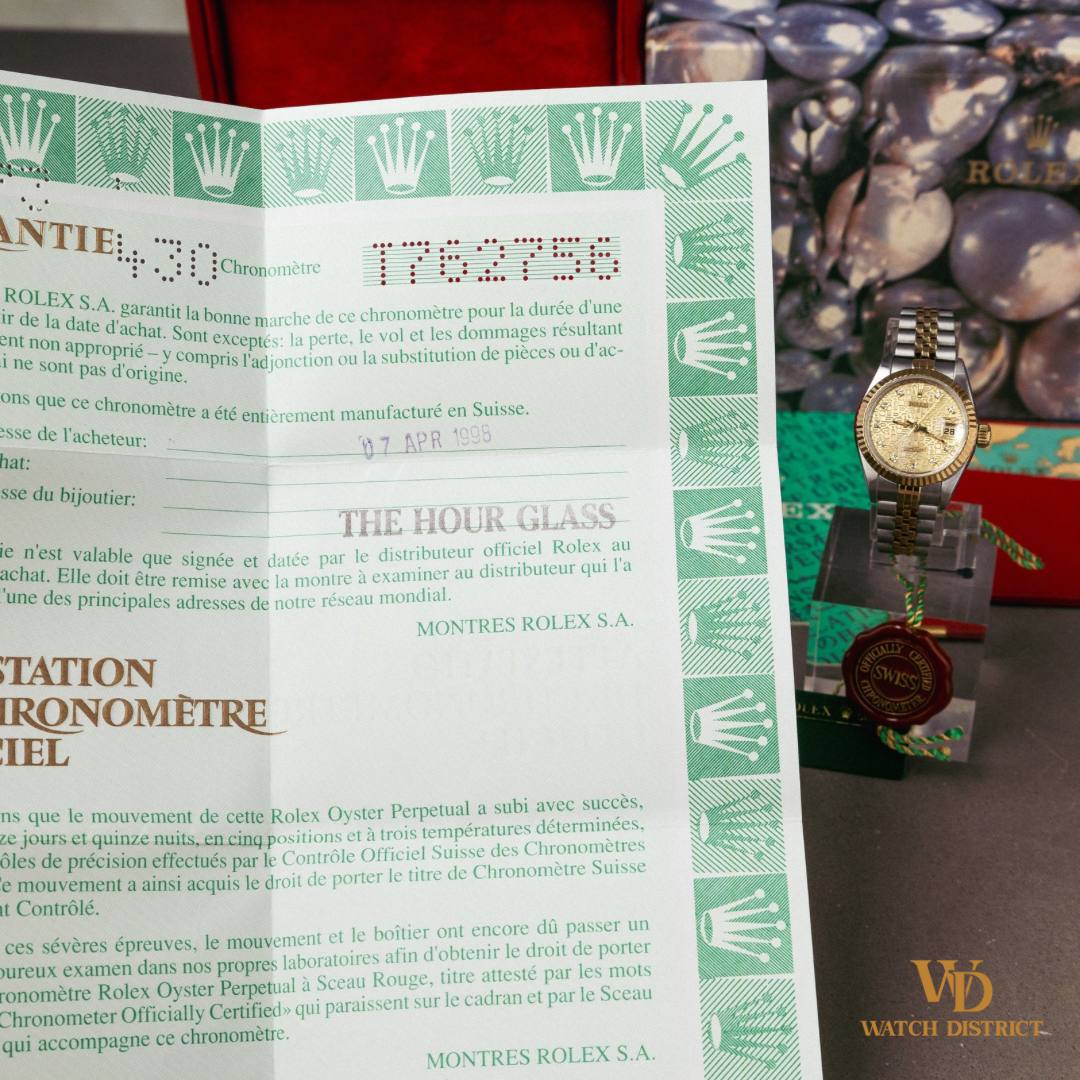 ANTIE 430 Chronomètre T762756
ROLEX S.A. garantit la bonne marche de ce chronomètre pour la durée d'une
ir de la date d'achat. Sont exceptés: la perte, le vol et les dommages résultant
ent non approprié – y compris l'adjonction ou la substitution de pièces ou d'ac-
i ne sont pas d'origine.
ons que ce chronomètre a été entièrement manufacturé en Suisse.
esse de l'acheteur:
07 APR 1998
hat:
sse du bijoutier:
THE HOUR GLASS
ie n'est valable que signée et datée par le distributeur officiel Rolex au
achat. Elle doit être remise avec la montre à examiner au distributeur qui l'a
l'une des principales adresses de notre réseau mondial.
MONTRES ROLEX S.A.
STATION
HRONOMÈTRE
CIEL
ns que le mouvement de cette Rolex Oyster Perpetual a subi avec succès,
ze jours et quinze nuits, en cinq positions et à trois températures déterminées,
ôles de précision effectués par le Contrôle Officiel Suisse des Chronomètres
e mouvement a ainsi acquis le droit de porter le titre de Chronomètre Suisse
nt Contrôlé.
ces sévères épreuves, le mouvement et le boîtier ont encore dû passer un
oureux examen dans nos propres laboratoires afin d'obtenir le droit de porter
ronomètre Rolex Oyster Perpetual à Sceau Rouge, titre attesté par les mots
Chronometer Officially Certified» qui paraissent sur le cadran et par le Sceau
qui accompagne ce chronomètre.
MONTRES ROLEX S.A.
ROLEX
OFFICIALLY CERTIFIED
SWISS
CHRONOMETER
WD
WATCH DISTRICT